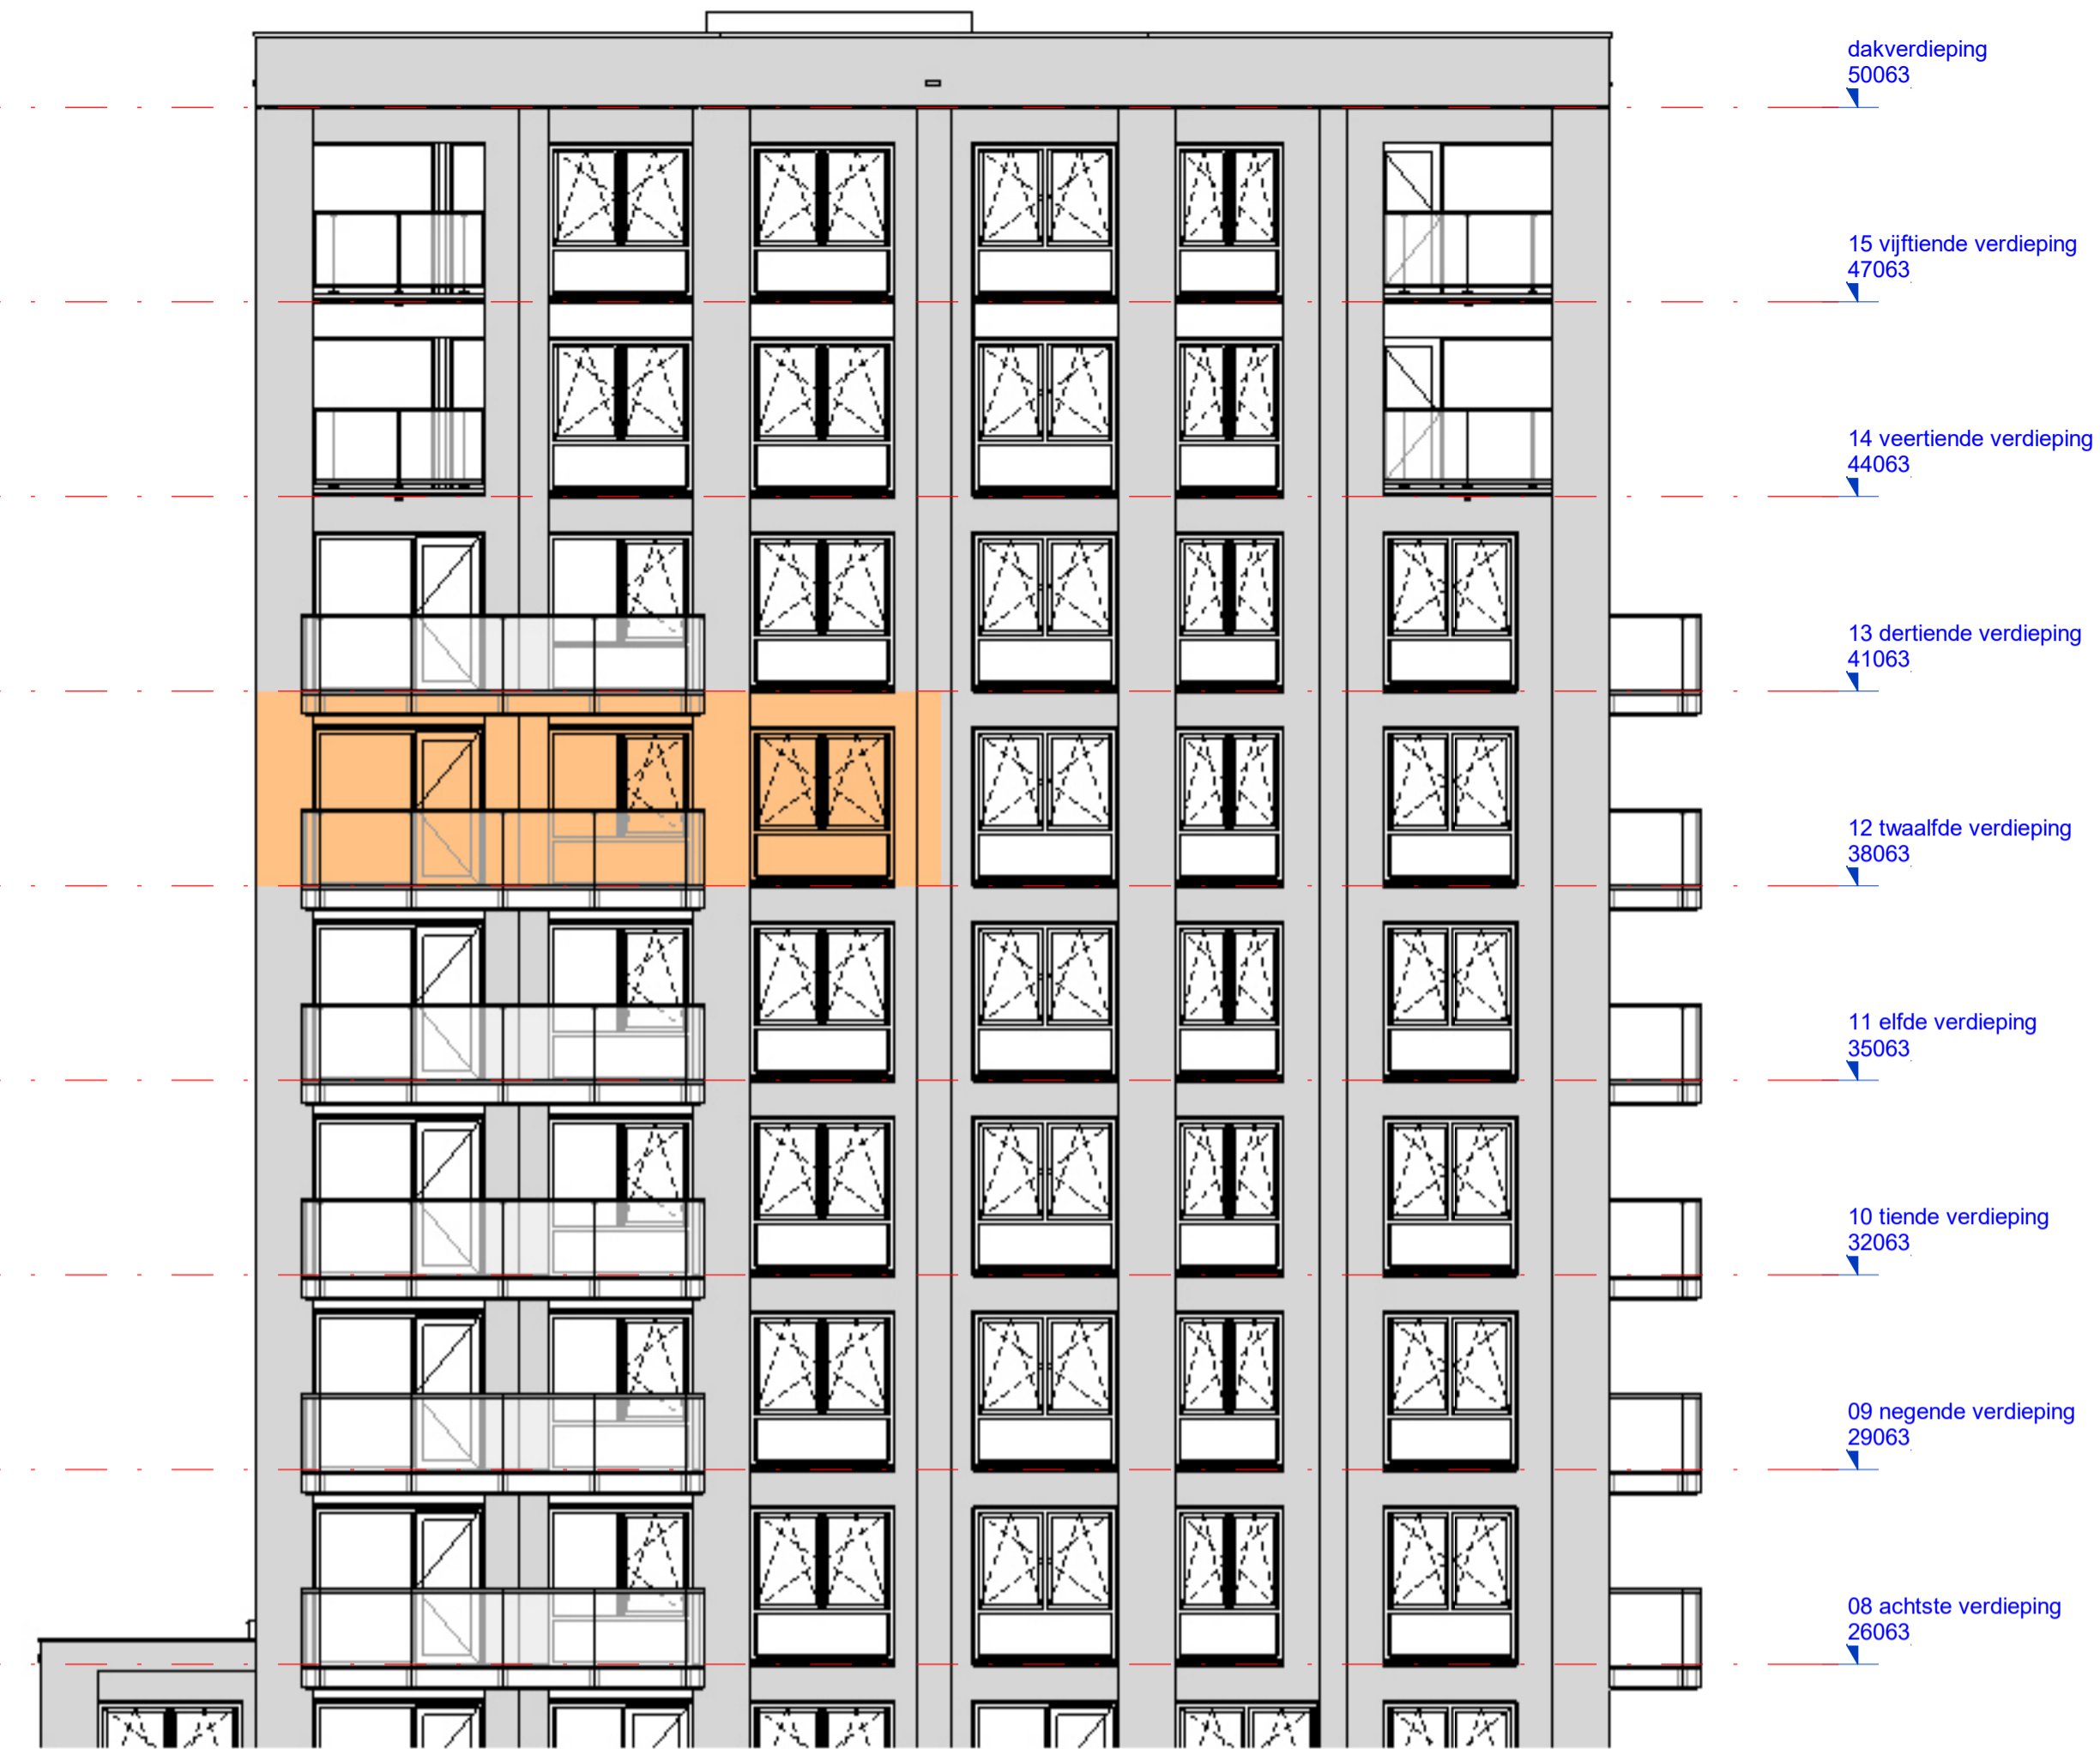 dakverdieping
50063
15 vijftiende verdieping
47063
14 veertiende verdieping
44063
13 dertiende verdieping
41063
12 twaalfde verdieping
38063
11 elfde verdieping
35063
10 tiende verdieping
32063
09 negende verdieping
29063
08 achtste verdieping
26063